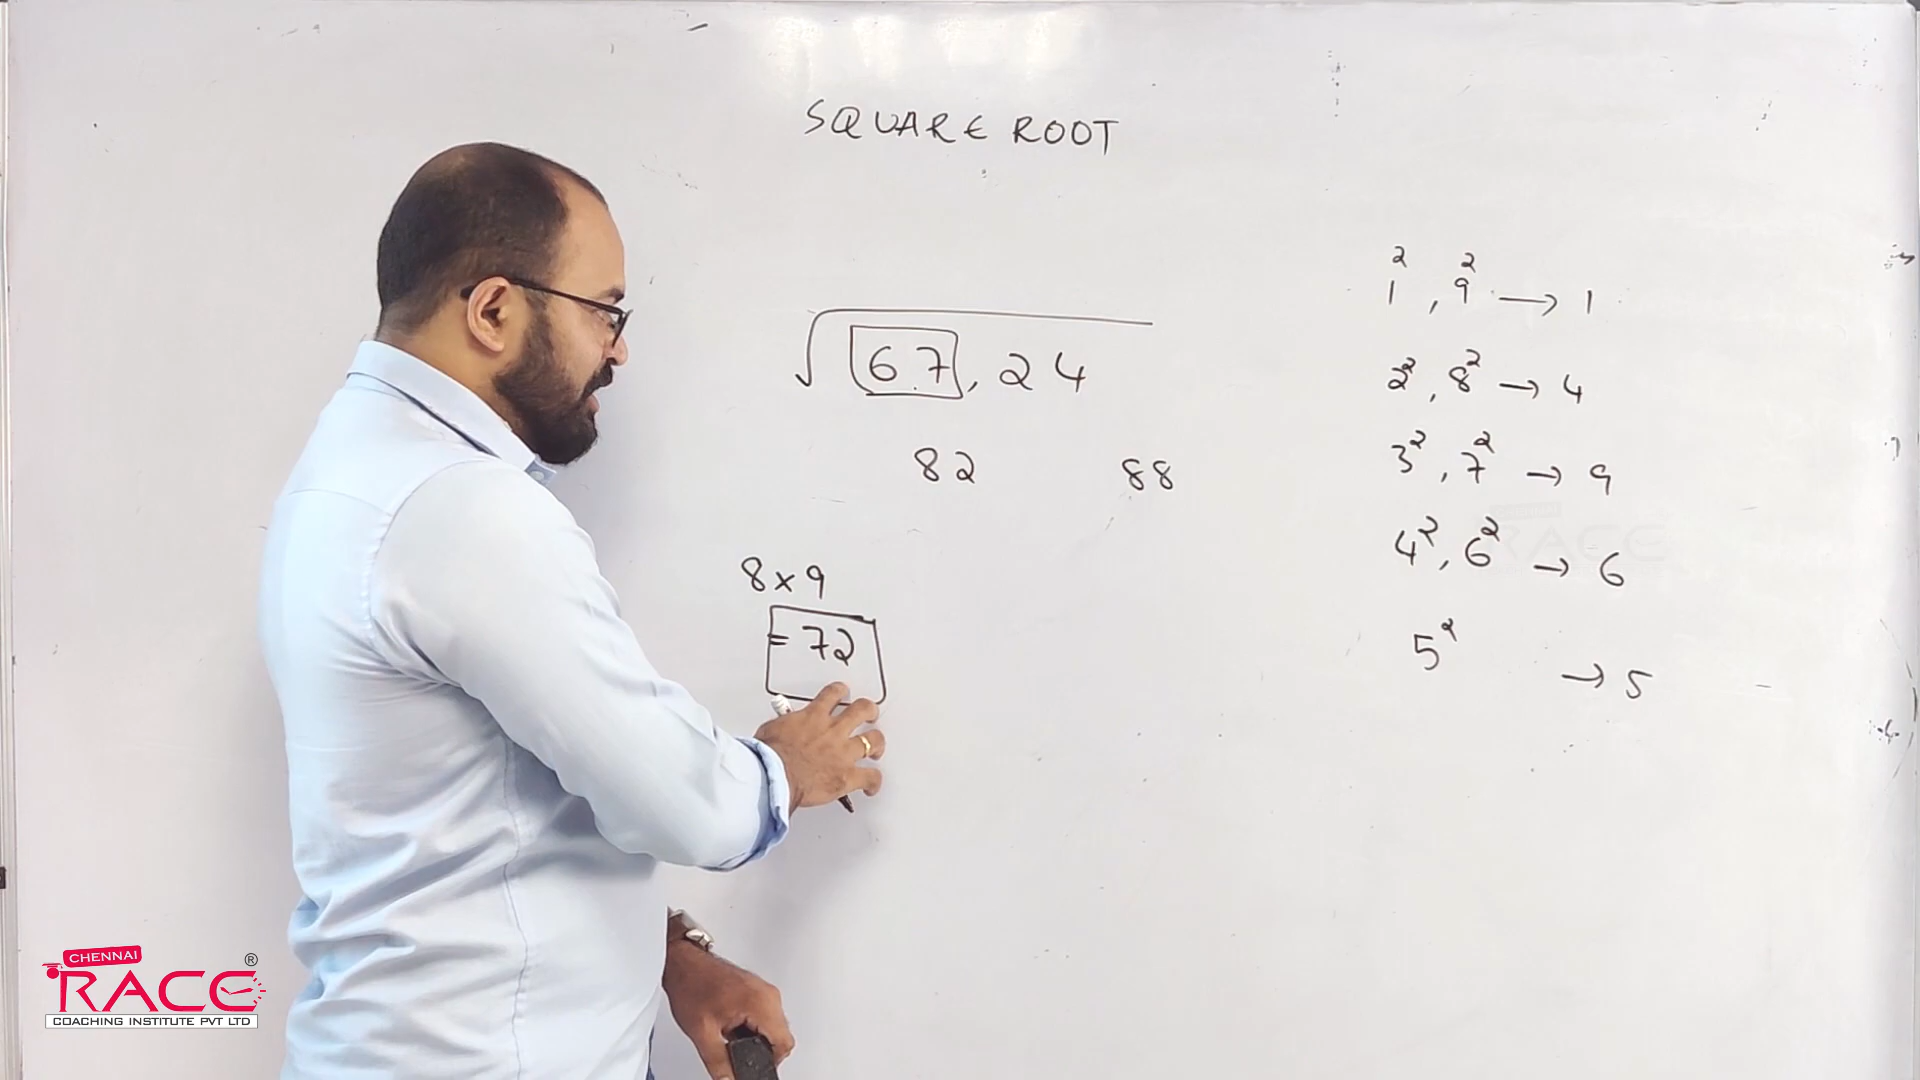 SQUARE ROOT
√67,24
82 88
8 x 9
= 72
1², 9² → 1
2², 8² → 4
3², 7² → 9
4², 6² → 6
5² → 5
RACE
CHENNAI
RACE ®
COACHING INSTITUTE PVT LTD